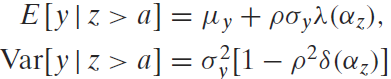 E[y | z > a] = μ_y + ρσ_yλ(α_z),
Var[y | z > a] = σ_y^2[1 − ρ^2δ(α_z)]